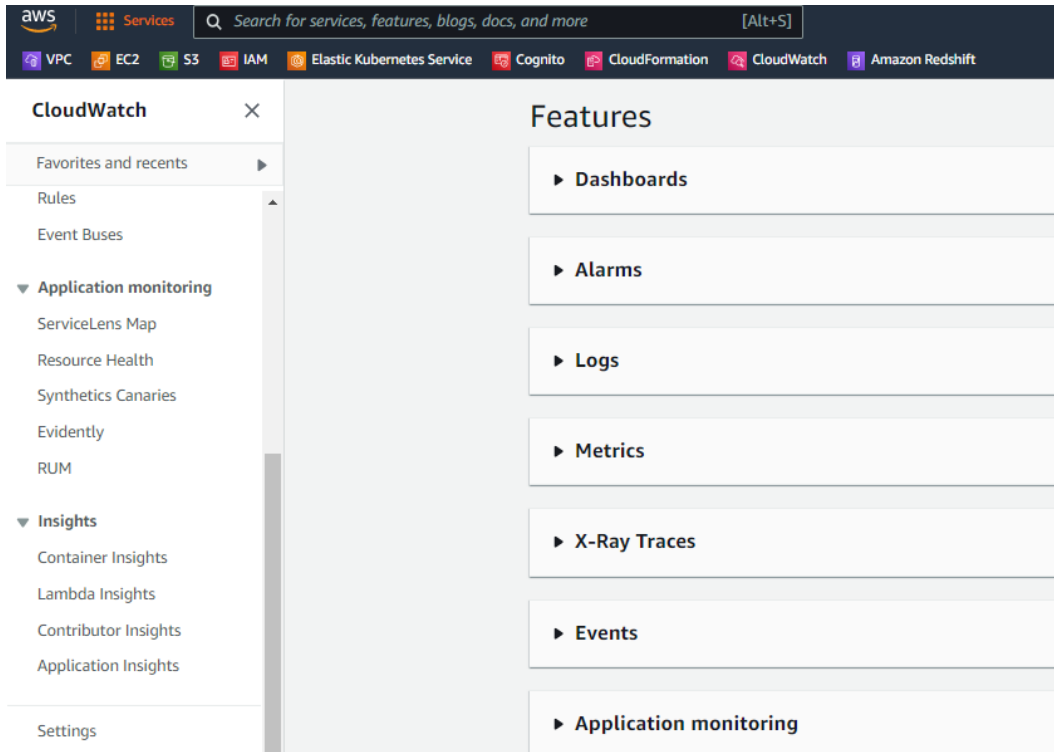 aws Services Search for services, features, blogs, docs, and more [Alt+S]
VPC EC2 S3 IAM Elastic Kubernetes Service Cognito CloudFormation CloudWatch Amazon Redshift
CloudWatch
Favorites and recents
Rules
Event Buses
Application monitoring
ServiceLens Map
Resource Health
Synthetics Canaries
Evidently
RUM
Insights
Container Insights
Lambda Insights
Contributor Insights
Application Insights
Settings
Features
Dashboards
Alarms
Logs
Metrics
X-Ray Traces
Events
Application monitoring